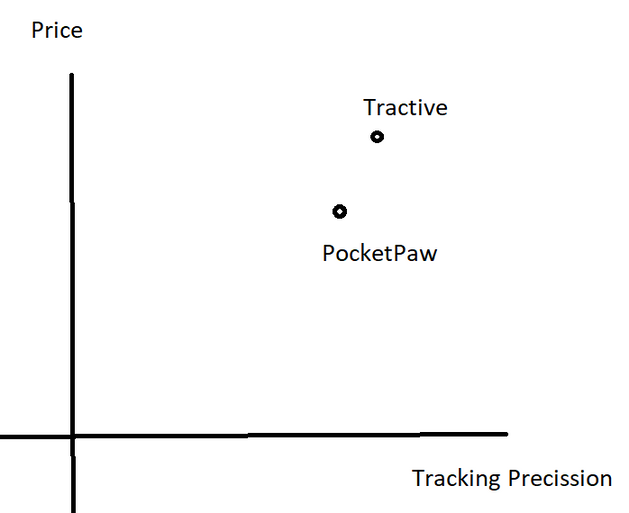 Price
Tractive
PocketPaw
Tracking Precission